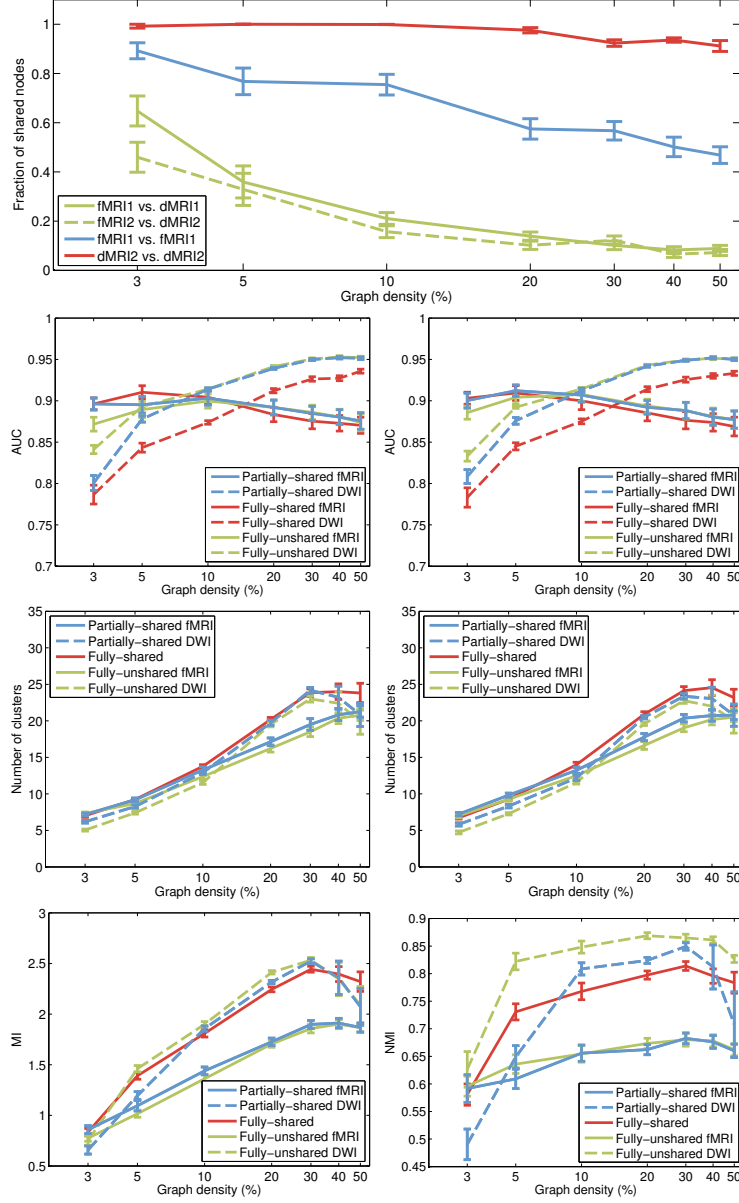 Fraction of shared nodes
1
0.8
0.6
0.4
0.2
0
fMRI1 vs. dMRI1
fMRI2 vs. dMRI2
fMRI1 vs. fMRI1
dMRI2 vs. dMRI2
3 5 10 20 30 40 50
Graph density (%)
AUC
1
0.95
0.9
0.85
0.8
0.75
0.7
Partially-shared fMRI
Partially-shared DWI
Fully-shared fMRI
Fully-shared DWI
Fully-unshared fMRI
Fully-unshared DWI
3 5 10 20 30 40 50
Graph density (%)
AUC
1
0.95
0.9
0.85
0.8
0.75
0.7
Partially-shared fMRI
Partially-shared DWI
Fully-shared fMRI
Fully-shared DWI
Fully-unshared fMRI
Fully-unshared DWI
3 5 10 20 30 40 50
Graph density (%)
Number of clusters
35
30
25
20
15
10
5
0
Partially-shared fMRI
Partially-shared DWI
Fully-shared
Fully-unshared fMRI
Fully-unshared DWI
3 5 10 20 30 40 50
Graph density (%)
Number of clusters
35
30
25
20
15
10
5
0
Partially-shared fMRI
Partially-shared DWI
Fully-shared
Fully-unshared fMRI
Fully-unshared DWI
3 5 10 20 30 40 50
Graph density (%)
MI
3
2.5
2
1.5
1
0.5
Partially-shared fMRI
Partially-shared DWI
Fully-shared
Fully-unshared fMRI
Fully-unshared DWI
3 5 10 20 30 40 50
Graph density (%)
NMI
0.9
0.85
0.8
0.75
0.7
0.65
0.6
0.55
0.5
0.45
Partially-shared fMRI
Partially-shared DWI
Fully-shared
Fully-unshared fMRI
Fully-unshared DWI
3 5 10 20 30 40 50
Graph density (%)